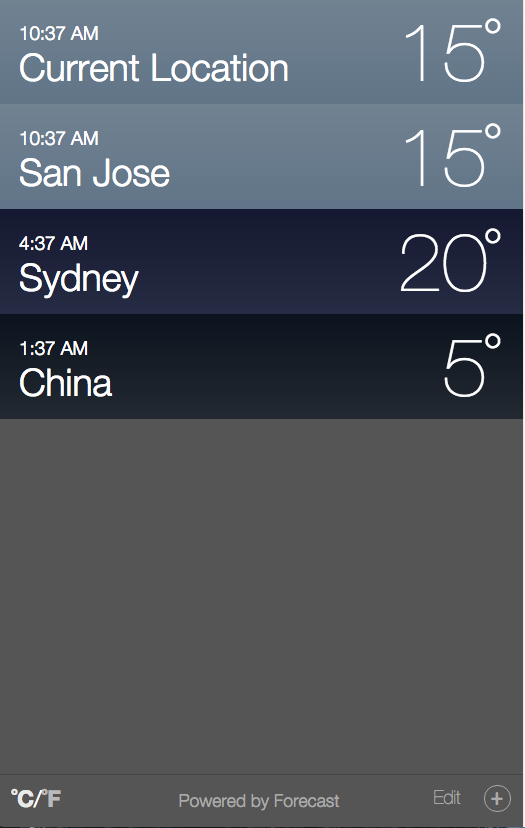 10:37 AM
Current Location
15°
10:37 AM
San Jose
15°
4:37 AM
Sydney
20°
1:37 AM
China
5°
°C/°F
Powered by Forecast
Edit
+